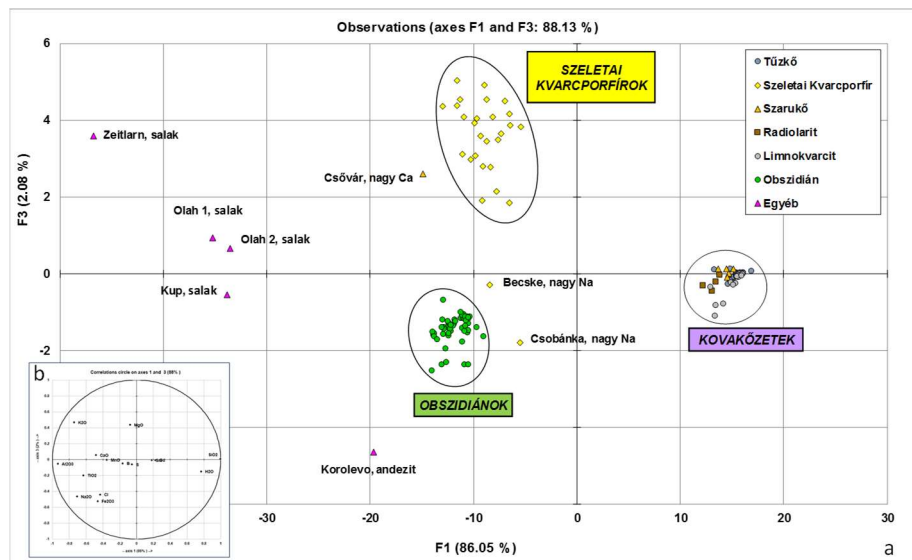 Observations (axes F1 and F3: 88.13 %)
6
4
2
0
-2
F3 (2.08 %)
-30
-20
-10
0
10
20
30
F1 (86.05 %)
SZELETAI
KVARCPORFÍROK
Tűzkő
Szeletai Kvarcporfír
Szarukő
Radiolarit
Limnokvarcit
Obszidián
Egyéb
Zeitlarn, salak
Csővár, nagy Ca
Olah 1, salak
Olah 2, salak
Kup, salak
Becske, nagy Na
Csobánka, nagy Na
KOVAKŐZETEK
OBSZIDIÁNOK
Korolevo, andezit
a
b
K2O
MgO
CaO
MnO
B
S
SiO2
Al2O3
H2O
TiO2
Na2O
Cl
Fe2O3